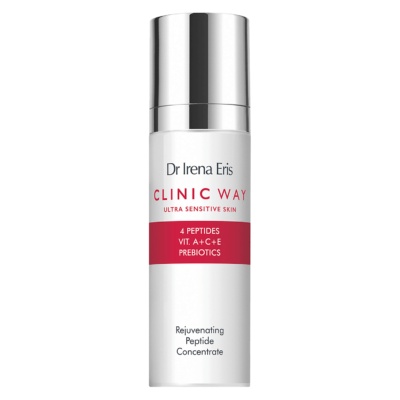 Dr Irena Eris
CLINIC WAY
ULTRA SENSITIVE SKIN
4 PEPTIDES
VIT. A+C+E
PREBIOTICS
Rejuvenating
Peptide
Concentrate